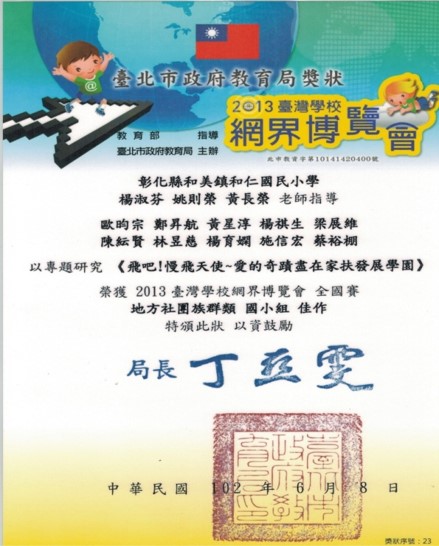 臺北市政府教育局獎狀
2013臺灣學校
網界博覽會
教育部 指導
臺北市政府教育局 主辦
北市教資字第10141420400號
彰化縣和美鎮和仁國民小學
楊淑芬 姚則榮 黃長榮 老師指導
歐昀宗 鄭昇航 黃星淳 楊祺生 梁展維
陳紜賢 林昱慈 楊育嫻 施信宏 蔡裕棚
以專題研究 《飛吧!慢飛天使~愛的奇蹟盡在家扶發展學園》
榮獲 2013 臺灣學校網界博覽會 全國賽
地方社團族群類 國小組 佳作
特頒此狀 以資鼓勵
局長 丁亞雯
中華民國 102 年 6 月 8 日
獎狀序號：23